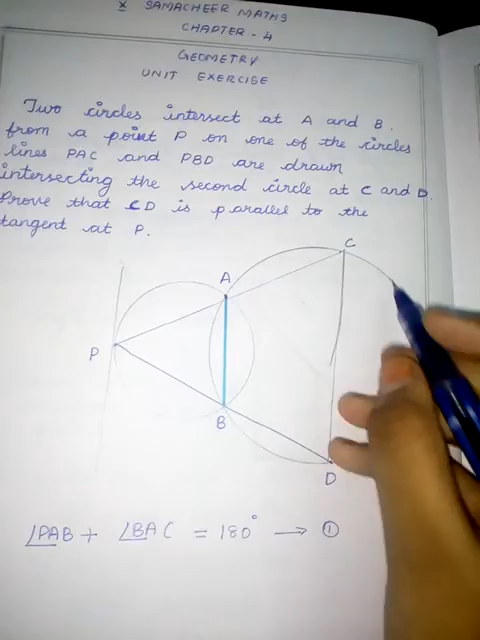 X SAMACHEER MATHS
CHAPTER - 4
GEOMETRY
UNIT EXERCISE
Two circles intersect at A and B.
from a point P on one of the circles
lines PAC and PBD are drawn
intersecting the second circle at C and D.
Prove that CD is parallel to the
tangent at P.
C
A
P
B
D
∠PAB + ∠BAC = 180° → ①